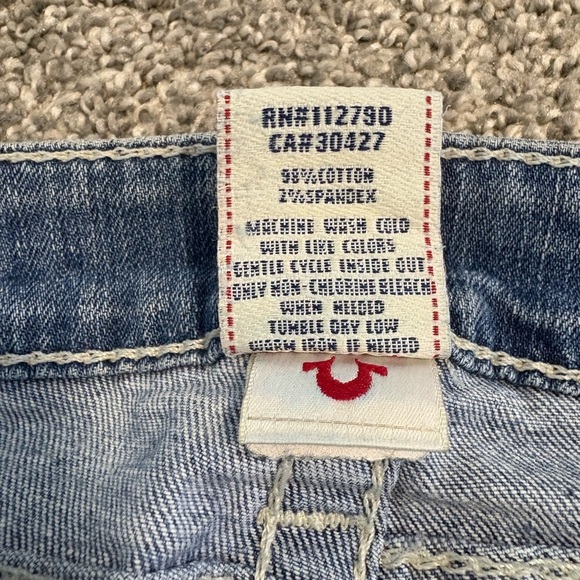 RN#112790
CA#30427
98%COTTON
2%SPANDEX
MACHINE WASH COLD
WITH LIKE COLORS
GENTLE CYCLE INSIDE OUT
ONLY NON-CHLORINE BLEACH
WHEN NEEDED
TUMBLE DRY LOW
WARM IRON IF NEEDED